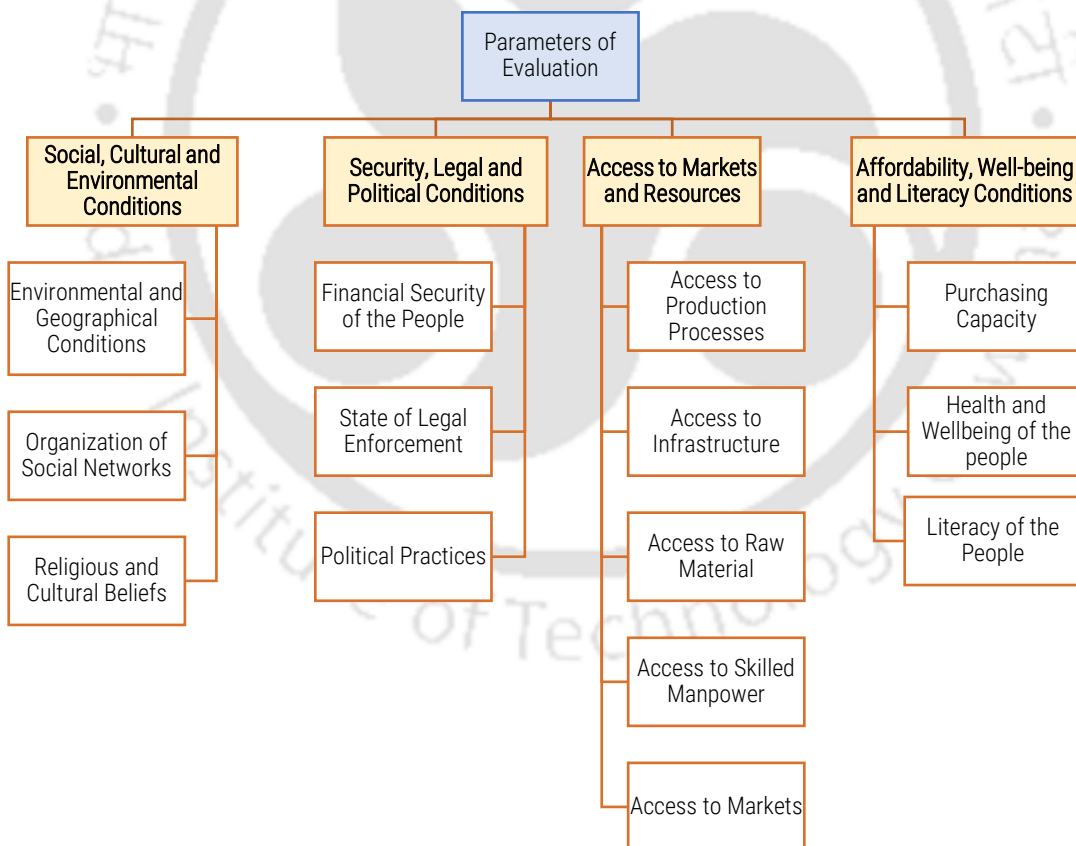 Parameters of
Evaluation
Social, Cultural and
Environmental
Conditions
Environmental and
Geographical
Conditions
Organization of
Social Networks
Religious and
Cultural Beliefs
Security, Legal and
Political Conditions
Financial Security
of the People
State of Legal
Enforcement
Political Practices
Access to Markets
and Resources
Access to
Production
Processes
Access to
Infrastructure
Access to Raw
Material
Access to Skilled
Manpower
Access to Markets
Affordability, Well-being
and Literacy Conditions
Purchasing
Capacity
Health and
Wellbeing of the
people
Literacy of the
People
Institute of Technology